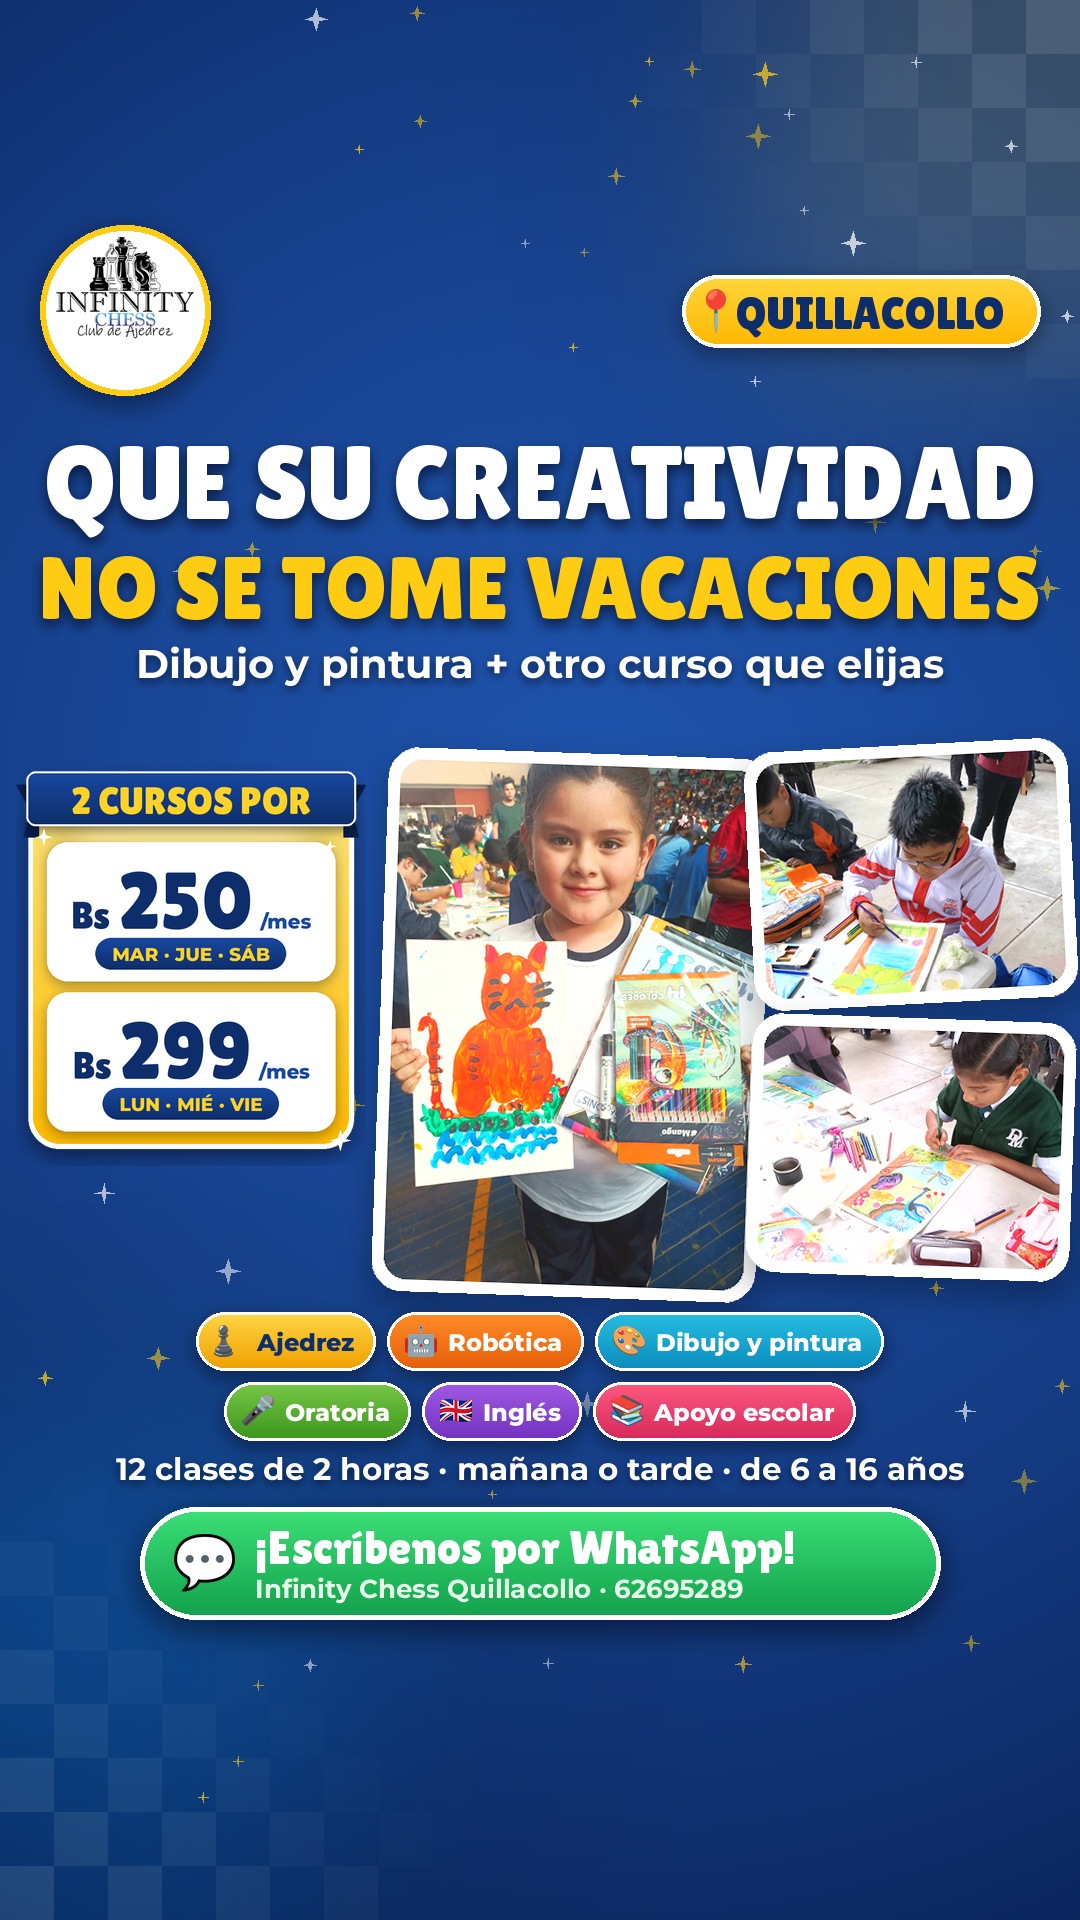 INFINITY
CHESS
Club de Ajedrez
QUILLACOLLO
QUE SU CREATIVIDAD
NO SE TOME VACACIONES
Dibujo y pintura + otro curso que elijas
2 CURSOS POR
Bs 250 /mes
MAR · JUE · SÁB
Bs 299 /mes
LUN · MIÉ · VIE
Mango
DM
Ajedrez
Robótica
Dibujo y pintura
Oratoria
Inglés
Apoyo escolar
12 clases de 2 horas · mañana o tarde · de 6 a 16 años
¡Escríbenos por WhatsApp!
Infinity Chess Quillacollo · 62695289